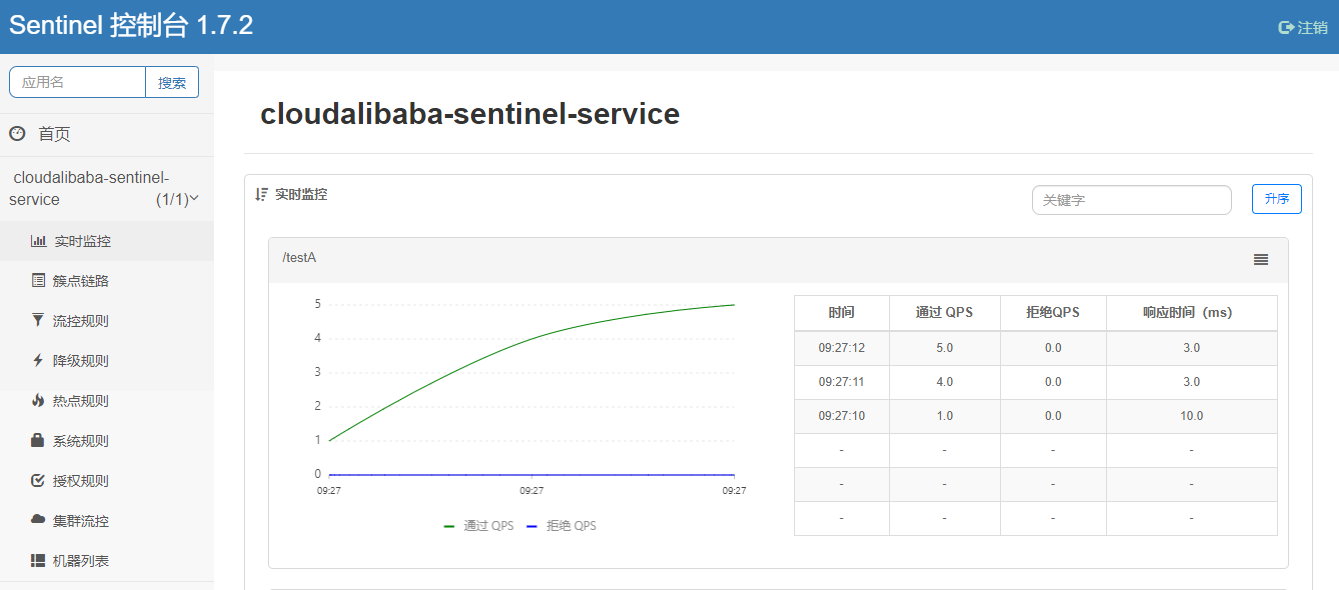 Sentinel 控制台 1.7.2
注销
应用名 搜索
首页
cloudalibaba-sentinel-
service (1/1)
实时监控
簇点链路
流控规则
降级规则
热点规则
系统规则
授权规则
集群流控
机器列表
cloudalibaba-sentinel-service
实时监控 关键字 升序
/testA
5
4
3
2
1
0
09:27 09:27 09:27
通过 QPS 拒绝 QPS
时间 通过 QPS 拒绝QPS 响应时间（ms）
09:27:12 5.0 0.0 3.0
09:27:11 4.0 0.0 3.0
09:27:10 1.0 0.0 10.0
- - - -
- - - -
- - - -